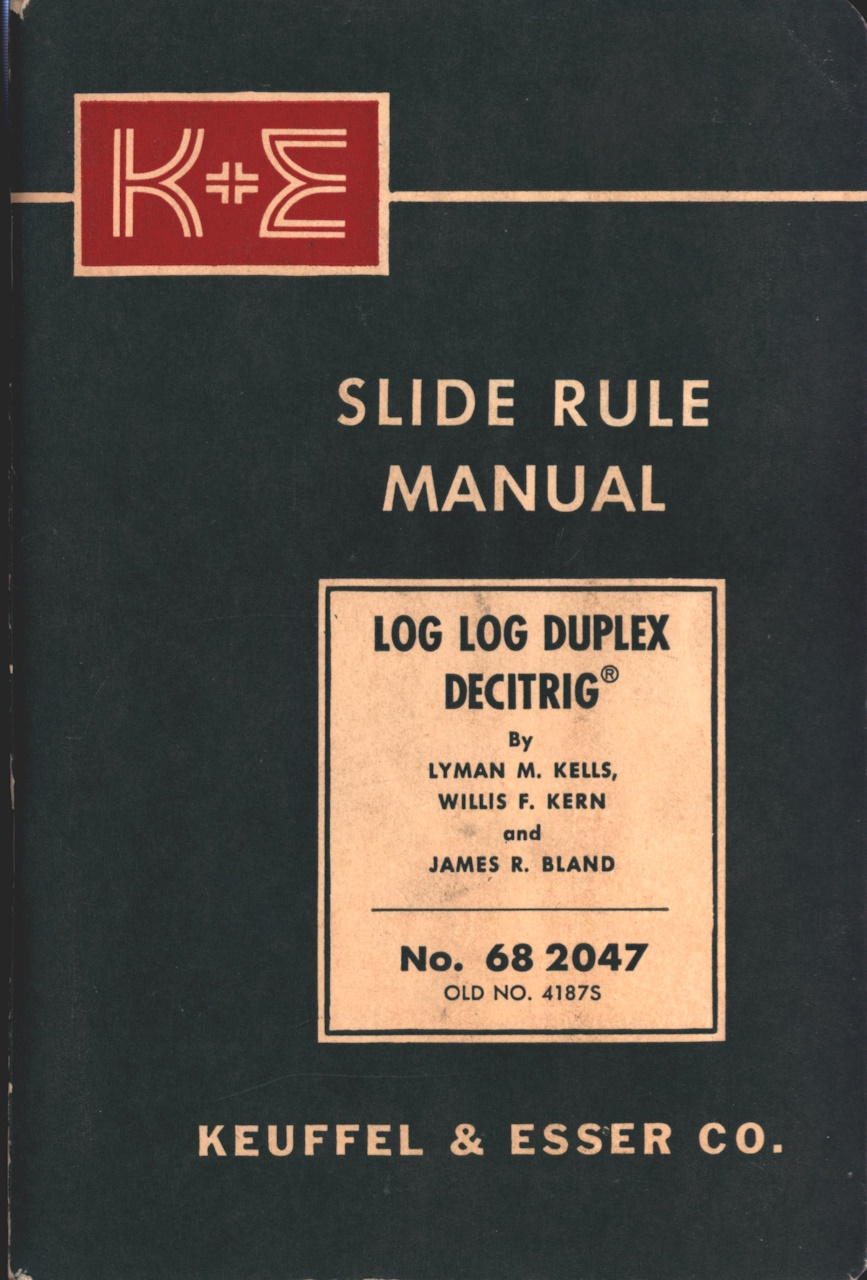 K+E
SLIDE RULE
MANUAL
LOG LOG DUPLEX
DECITRIG®
By
LYMAN M. KELLS,
WILLIS F. KERN
and
JAMES R. BLAND
No. 68 2047
OLD NO. 4187S
KEUFFEL & ESSER CO.